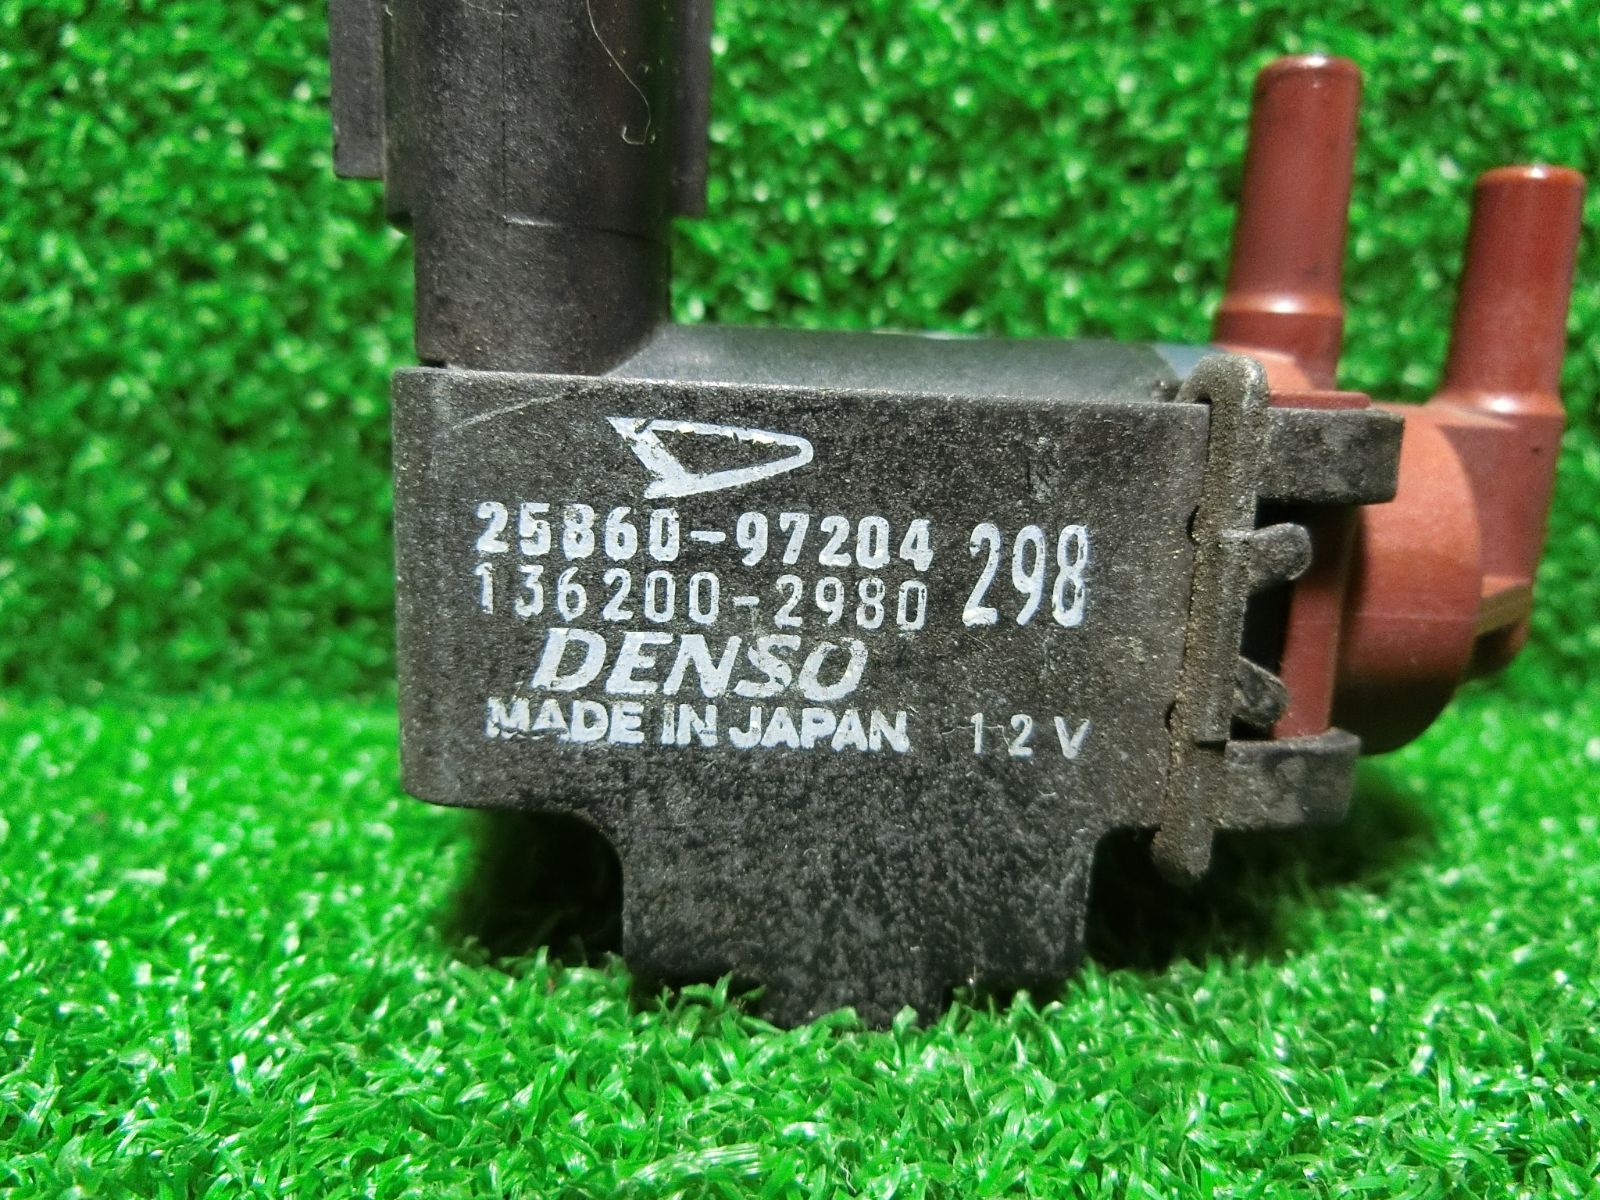 25860-97204 298
136200-2980
DENSO
MADE IN JAPAN 12V